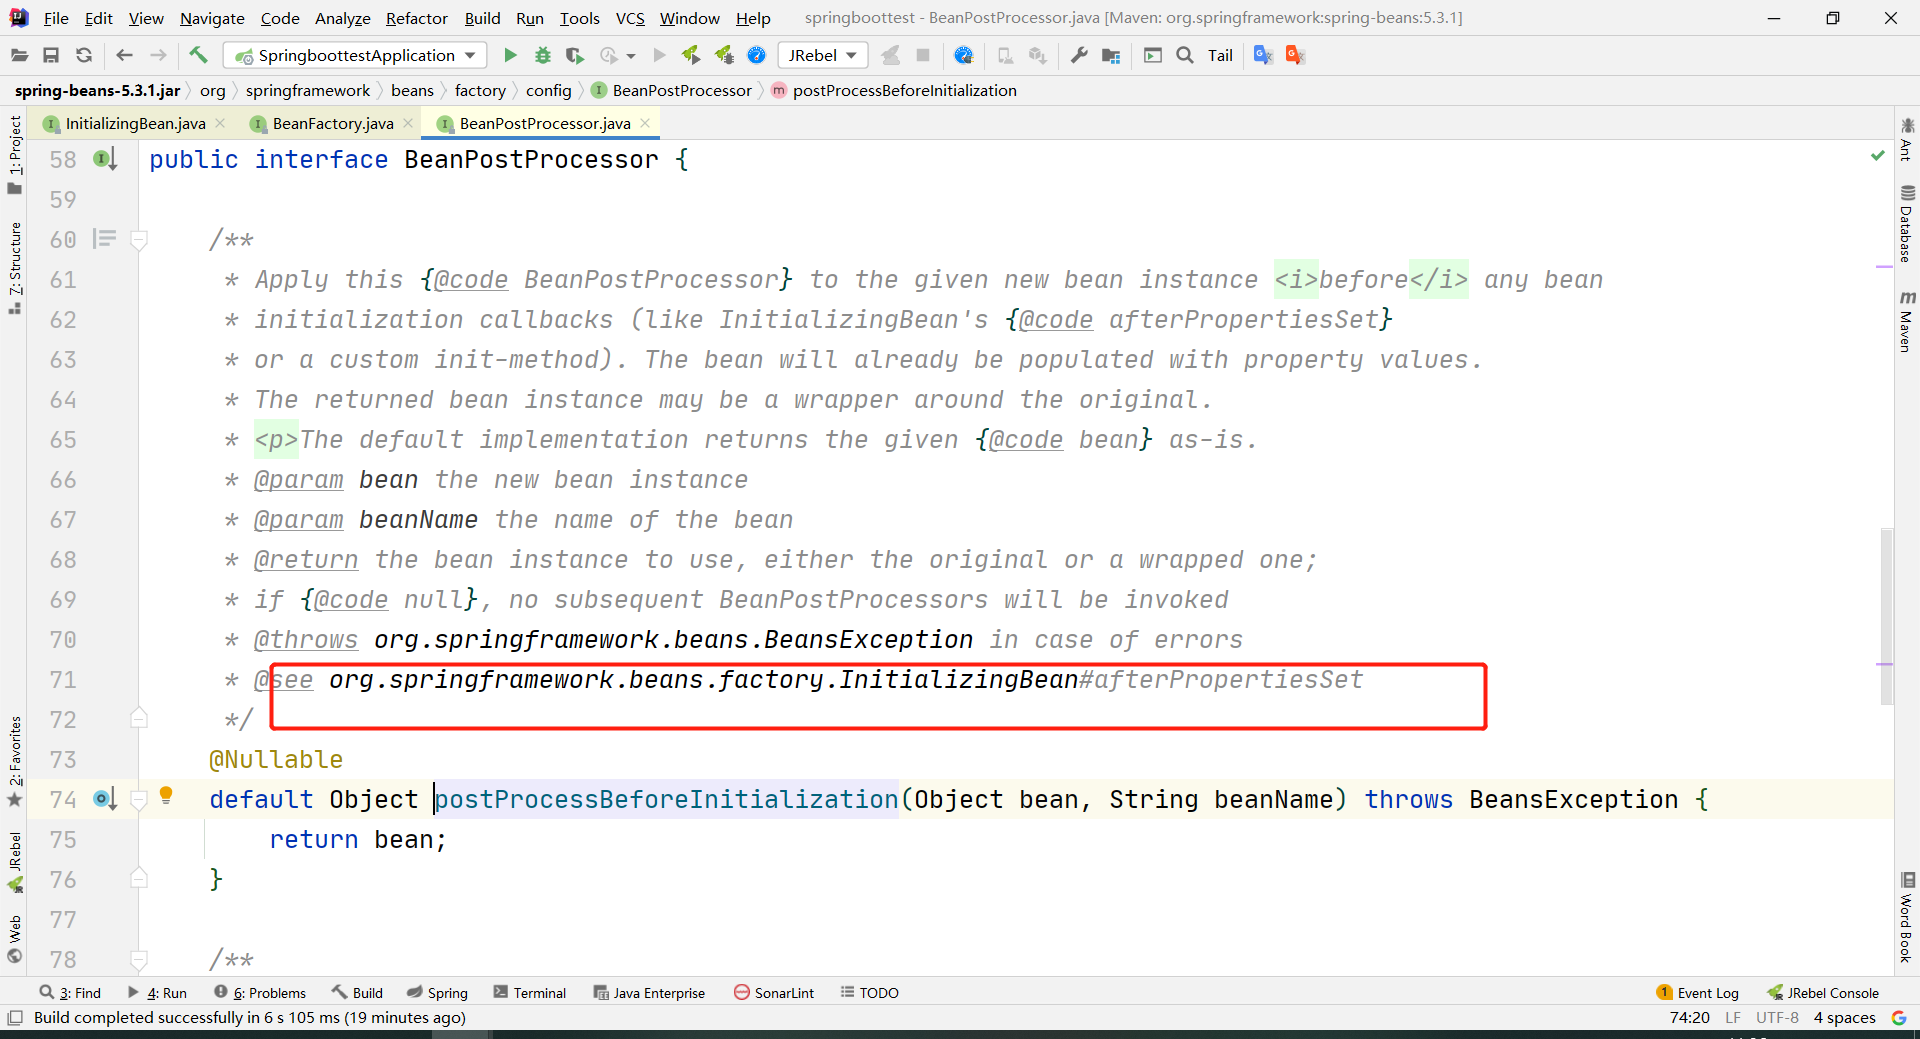 File Edit View Navigate Code Analyze Refactor Build Run Tools VCS Window Help springboottest - BeanPostProcessor.java [Maven: org.springframework:spring-beans:5.3.1]
SpringboottestApplication JRebel Tail
spring-beans-5.3.1.jar org springframework beans factory config BeanPostProcessor postProcessBeforeInitialization
InitializingBean.java BeanFactory.java BeanPostProcessor.java
58 public interface BeanPostProcessor {
59
60 /**
61 * Apply this {@code BeanPostProcessor} to the given new bean instance <i>before</i> any bean
62 * initialization callbacks (like InitializingBean's {@code afterPropertiesSet}
63 * or a custom init-method). The bean will already be populated with property values.
64 * The returned bean instance may be a wrapper around the original.
65 * <p>The default implementation returns the given {@code bean} as-is.
66 * @param bean the new bean instance
67 * @param beanName the name of the bean
68 * @return the bean instance to use, either the original or a wrapped one;
69 * if {@code null}, no subsequent BeanPostProcessors will be invoked
70 * @throws org.springframework.beans.BeansException in case of errors
71 * @see org.springframework.beans.factory.InitializingBean#afterPropertiesSet
72 */
73 @Nullable
74 default Object postProcessBeforeInitialization(Object bean, String beanName) throws BeansException {
75 return bean;
76 }
77
78 /**
1: Project
7: Structure
2: Favorites
JRebel
Web
Ant
Database
Maven
Word Book
3: Find 4: Run 6: Problems Build Spring Terminal Java Enterprise SonarLint TODO 1 Event Log JRebel Console
Build completed successfully in 6 s 105 ms (19 minutes ago) 74:20 LF UTF-8 4 spaces